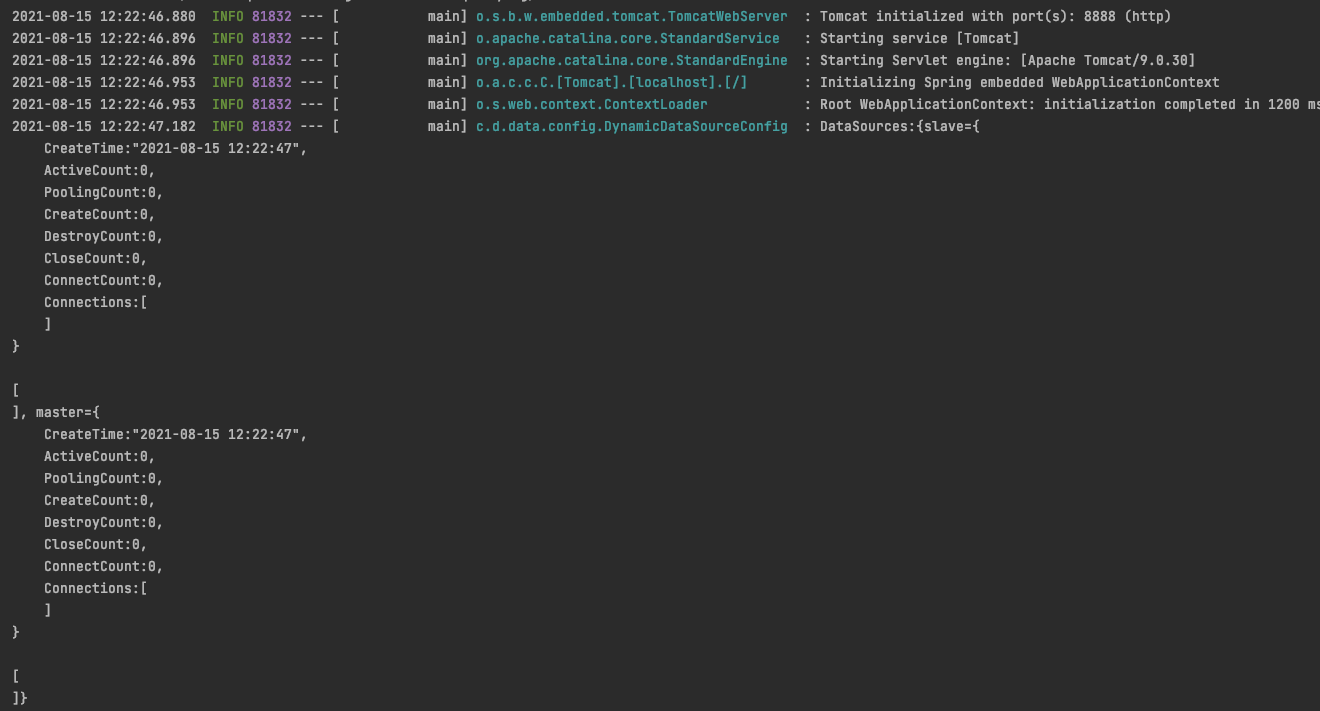 2021-08-15 12:22:46.880  INFO 81832 --- [           main] o.s.b.w.embedded.tomcat.TomcatWebServer  : Tomcat initialized with port(s): 8888 (http)
2021-08-15 12:22:46.896  INFO 81832 --- [           main] o.apache.catalina.core.StandardService   : Starting service [Tomcat]
2021-08-15 12:22:46.896  INFO 81832 --- [           main] org.apache.catalina.core.StandardEngine  : Starting Servlet engine: [Apache Tomcat/9.0.30]
2021-08-15 12:22:46.953  INFO 81832 --- [           main] o.a.c.c.C.[Tomcat].[localhost].[/]       : Initializing Spring embedded WebApplicationContext
2021-08-15 12:22:46.953  INFO 81832 --- [           main] o.s.web.context.ContextLoader            : Root WebApplicationContext: initialization completed in 1200 ms
2021-08-15 12:22:47.182  INFO 81832 --- [           main] c.d.data.config.DynamicDataSourceConfig  : DataSources:{slave={
    CreateTime:"2021-08-15 12:22:47",
    ActiveCount:0,
    PoolingCount:0,
    CreateCount:0,
    DestroyCount:0,
    CloseCount:0,
    ConnectCount:0,
    Connections:[
    ]
}
[
], master={
    CreateTime:"2021-08-15 12:22:47",
    ActiveCount:0,
    PoolingCount:0,
    CreateCount:0,
    DestroyCount:0,
    CloseCount:0,
    ConnectCount:0,
    Connections:[
    ]
}
[
]}